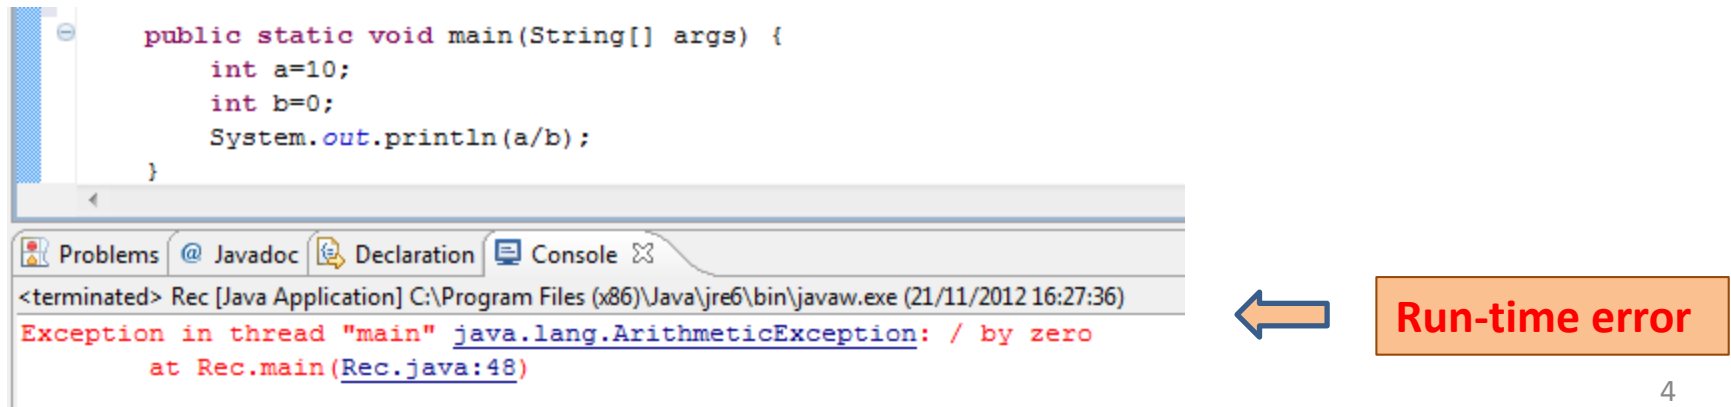 public static void main(String[] args) {
int a=10;
int b=0;
System.out.println(a/b);
}
Problems @ Javadoc Declaration Console
<terminated> Rec [Java Application] C:\Program Files (x86)\Java\jre6\bin\javaw.exe (21/11/2012 16:27:36)
Exception in thread "main" java.lang.ArithmeticException: / by zero
at Rec.main(Rec.java:48)
Run-time error
4